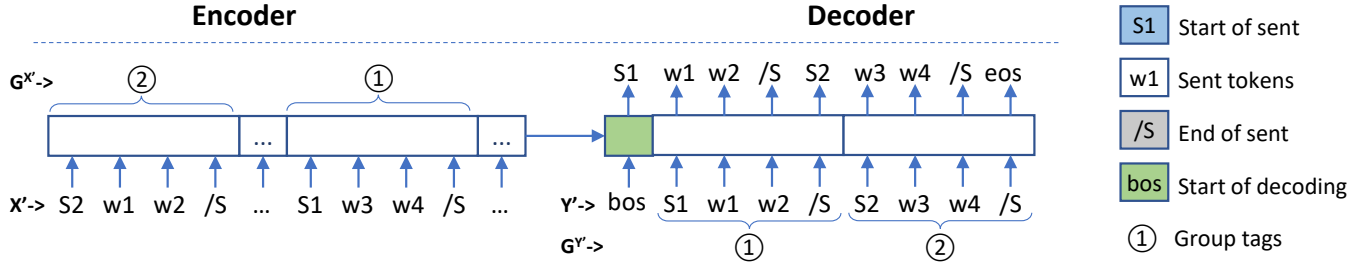 Encoder
Decoder
G^X'->
②
①
S1 w1 w2 /S S2 w3 w4 /S eos
... ...
X'-> S2 w1 w2 /S ... S1 w3 w4 /S ...
Y'-> bos S1 w1 w2 /S S2 w3 w4 /S
G^Y'-> ① ②
S1 Start of sent
w1 Sent tokens
/S End of sent
bos Start of decoding
① Group tags